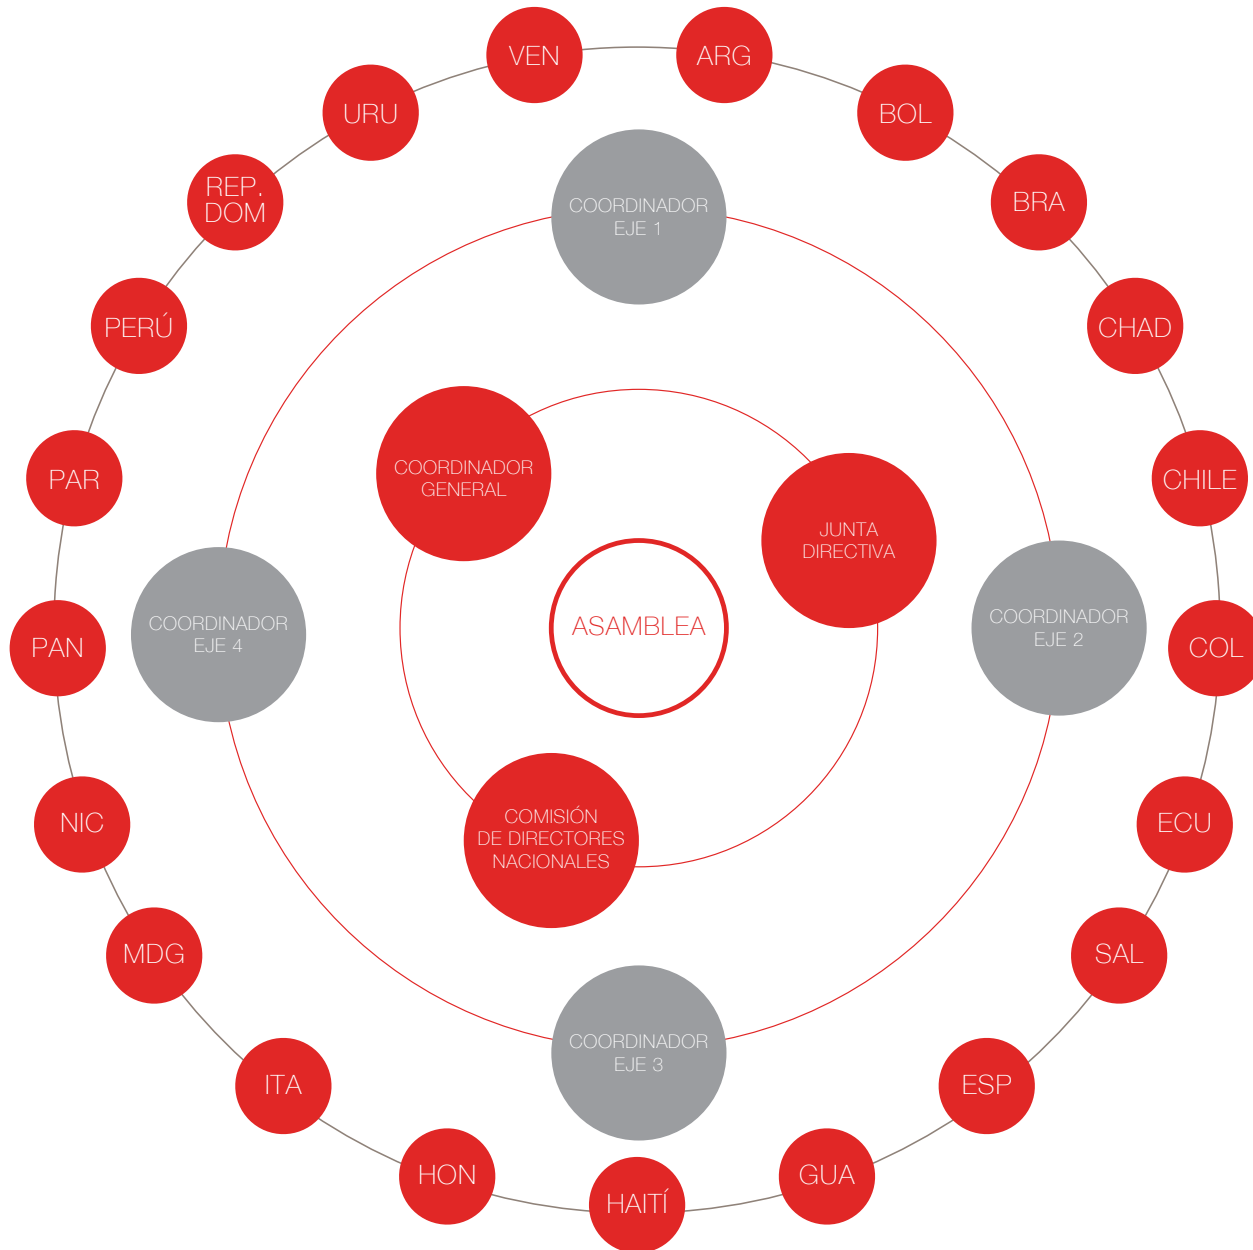 VEN
ARG
URU
BOL
REP.
DOM
BRA
COORDINADOR
EJE 1
PERÚ
CHAD
COORDINADOR
GENERAL
PAR
CHILE
JUNTA
DIRECTIVA
ASAMBLEA
COORDINADOR
EJE 4
COORDINADOR
EJE 2
PAN
COL
NIC
ECU
COMISIÓN
DE DIRECTORES
NACIONALES
MDG
SAL
COORDINADOR
EJE 3
ITA
ESP
HON
GUA
HAITÍ